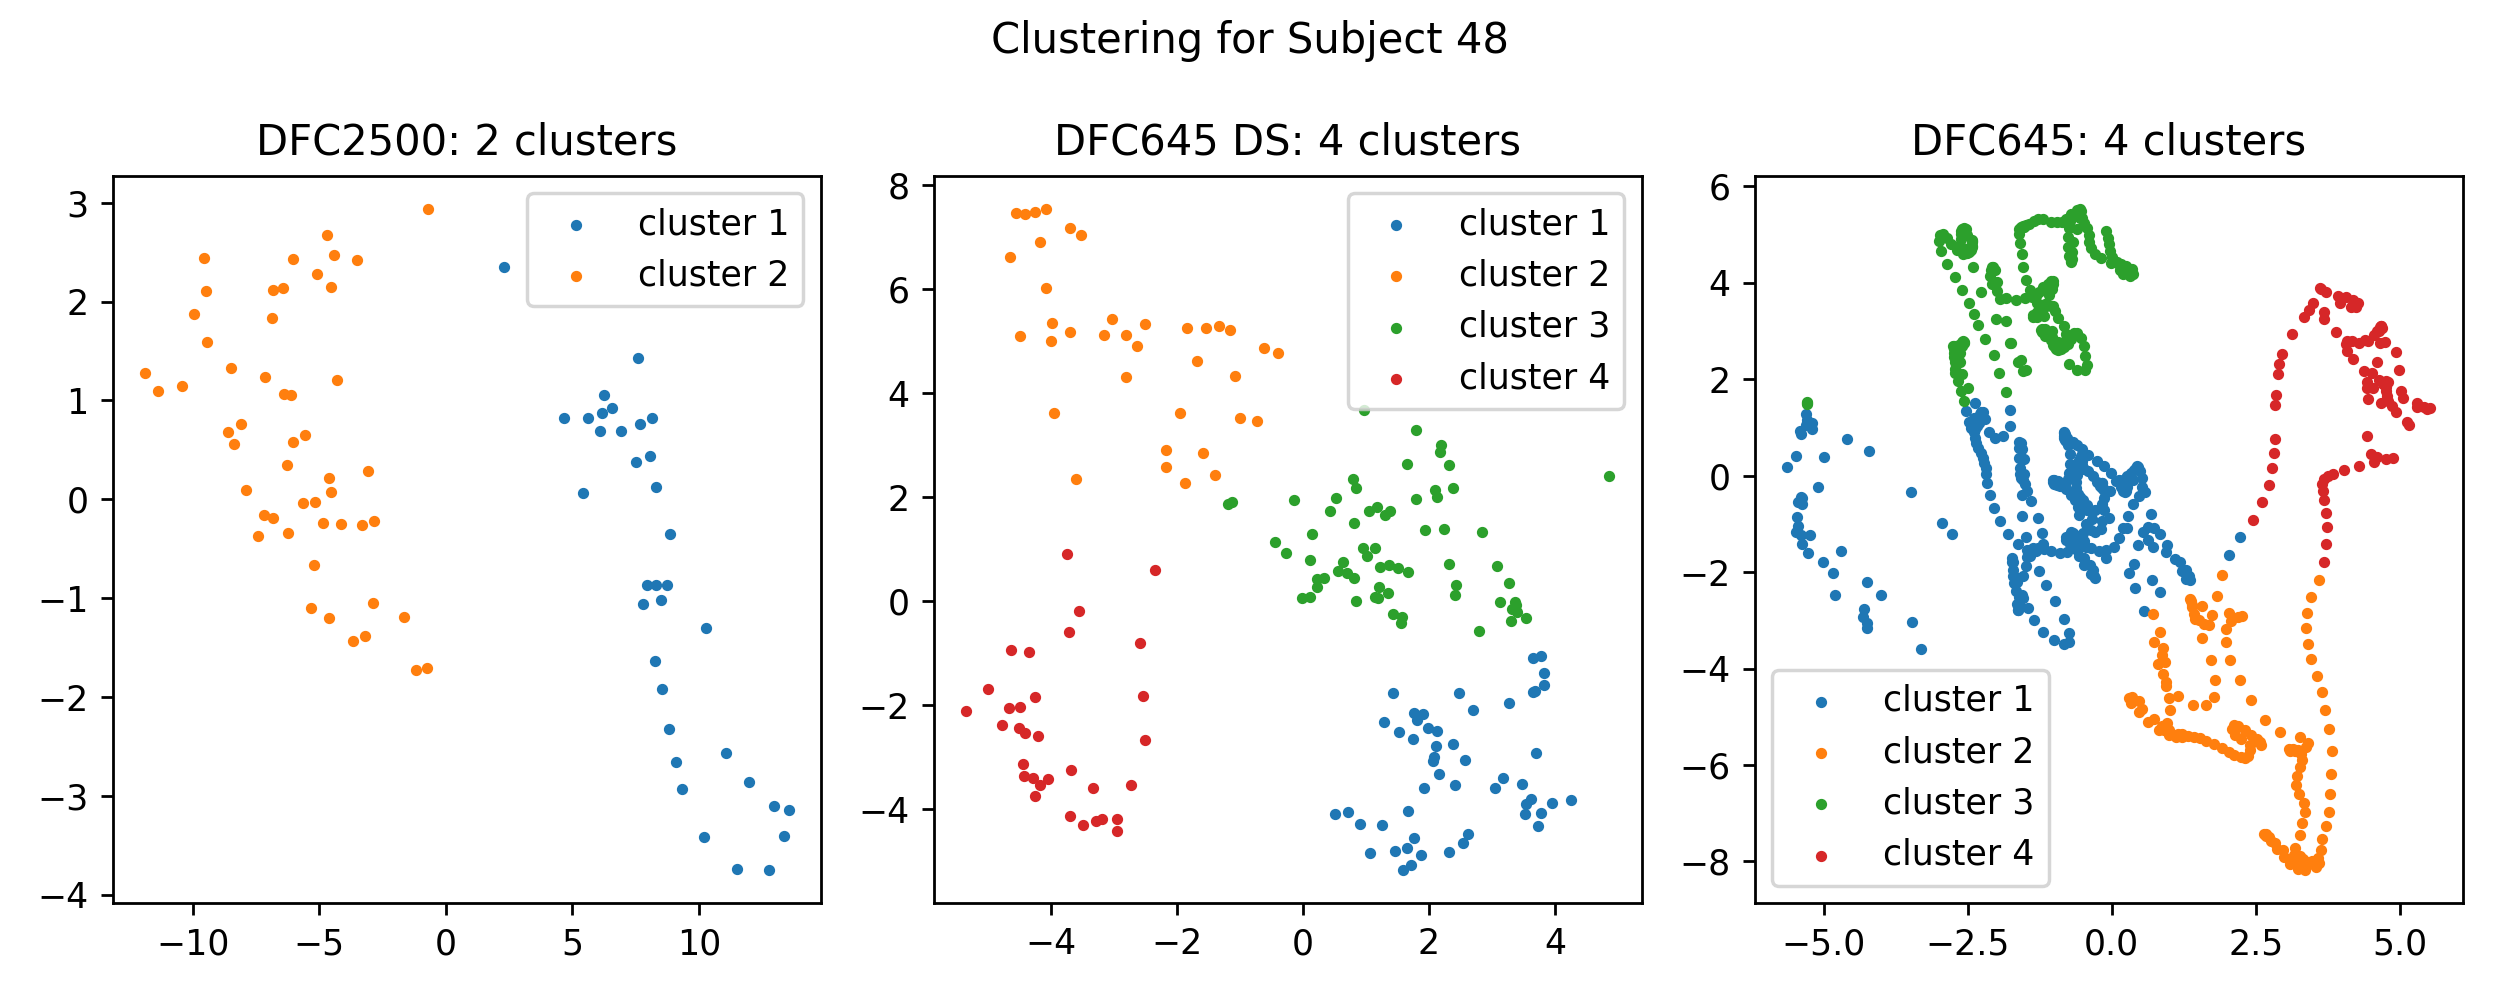 Clustering for Subject 48
DFC2500: 2 clusters
3
2
1
0
−1
−2
−3
−4
−10
−5
0
5
10
cluster 1
cluster 2
DFC645 DS: 4 clusters
8
6
4
2
0
−2
−4
−4
−2
0
2
4
cluster 1
cluster 2
cluster 3
cluster 4
DFC645: 4 clusters
6
4
2
0
−2
−4
−6
−8
−5.0
−2.5
0.0
2.5
5.0
cluster 1
cluster 2
cluster 3
cluster 4